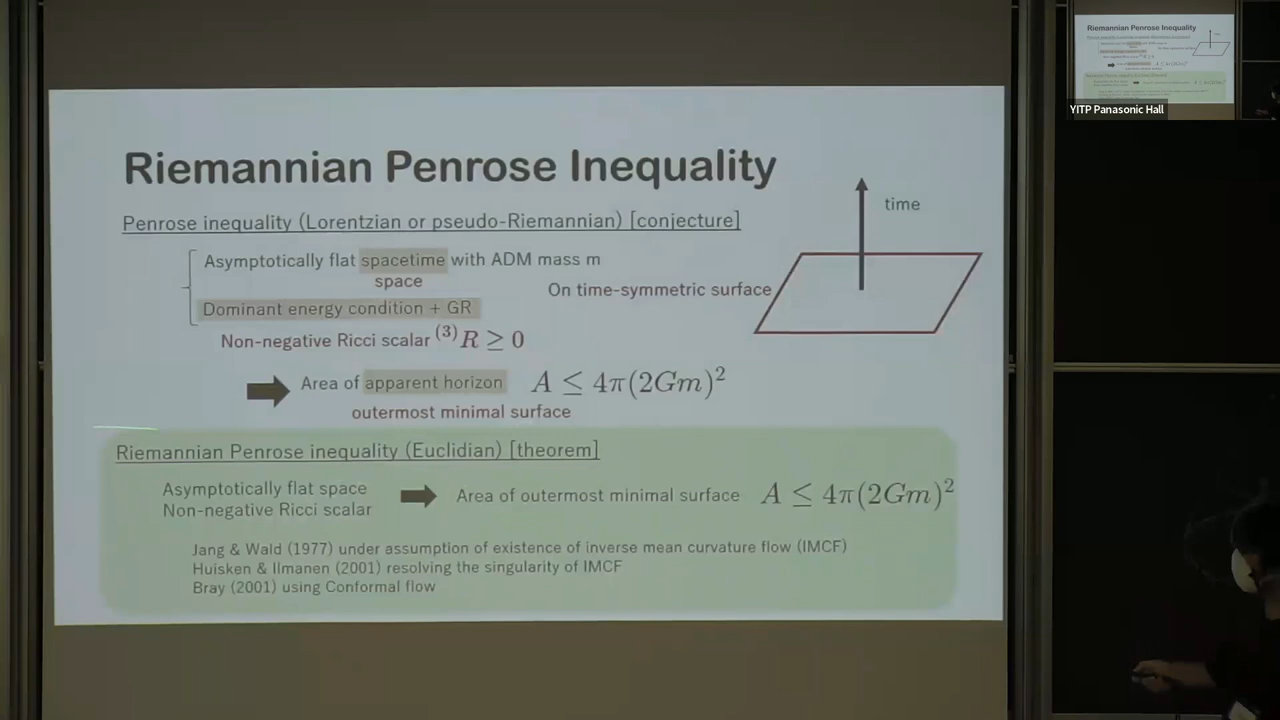 Riemannian Penrose Inequality
Penrose inequality (Lorentzian or pseudo-Riemannian) [conjecture]
time
Asymptotically flat spacetime with ADM mass m
space
On time-symmetric surface
Dominant energy condition + GR
Non-negative Ricci scalar ⁽³⁾R ≥ 0
Area of apparent horizon A ≤ 4π(2Gm)²
outermost minimal surface
Riemannian Penrose inequality (Euclidian) [theorem]
Asymptotically flat space
Non-negative Ricci scalar
Area of outermost minimal surface A ≤ 4π(2Gm)²
Jang & Wald (1977) under assumption of existence of inverse mean curvature flow (IMCF)
Huisken & Ilmanen (2001) resolving the singularity of IMCF
Bray (2001) using Conformal flow
Riemannian Penrose Inequality
YITP Panasonic Hall